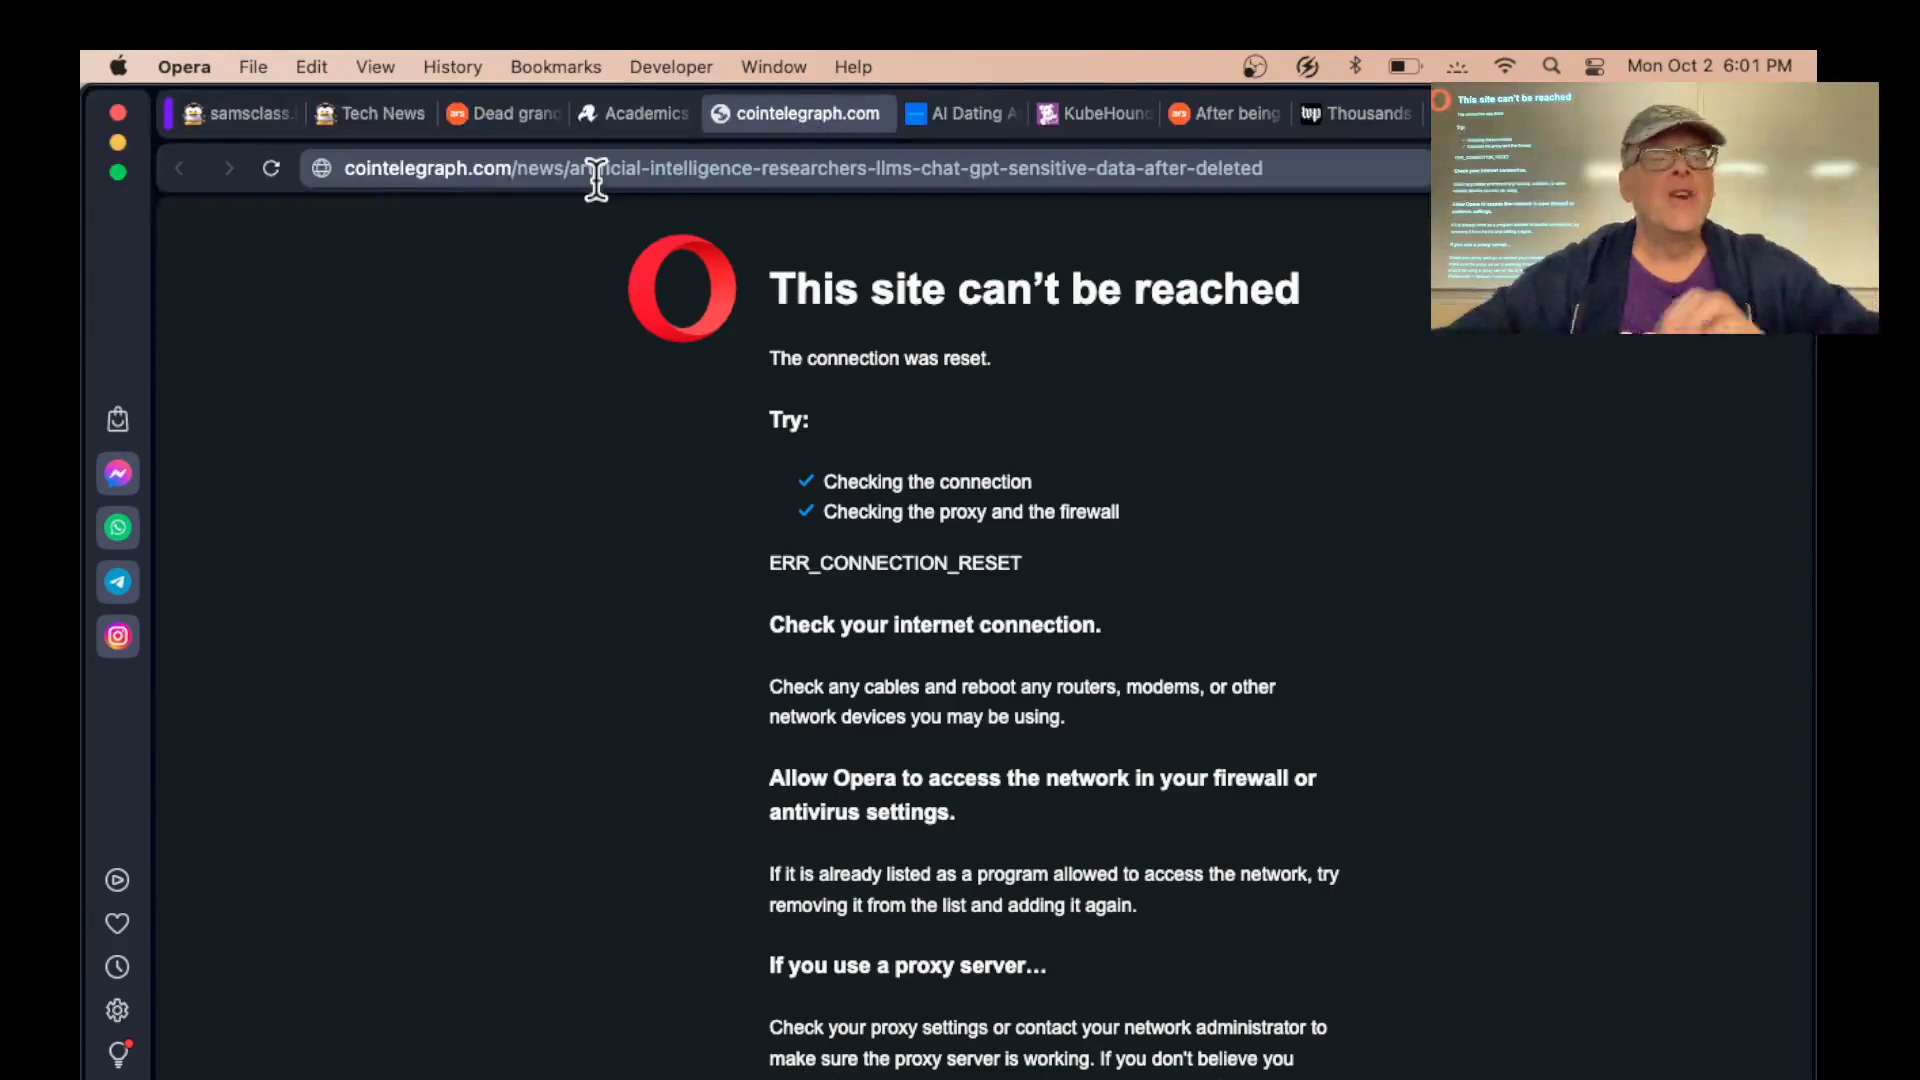 Opera File Edit View History Bookmarks Developer Window Help Mon Oct 2 6:01 PM
samsclass. Tech News ars Dead grand Academics cointelegraph.com AI Dating A KubeHound ars After being wp Thousands
cointelegraph.com/news/artificial-intelligence-researchers-llms-chat-gpt-sensitive-data-after-deleted
This site can't be reached
This site can’t be reached
The connection was reset.
Try:
Checking the connection
Checking the proxy and the firewall
ERR_CONNECTION_RESET
Check your internet connection.
Check any cables and reboot any routers, modems, or other
network devices you may be using.
Allow Opera to access the network in your firewall or
antivirus settings.
If it is already listed as a program allowed to access the network, try
removing it from the list and adding it again.
If you use a proxy server…
Check your proxy settings or contact your network administrator to
make sure the proxy server is working. If you don't believe you